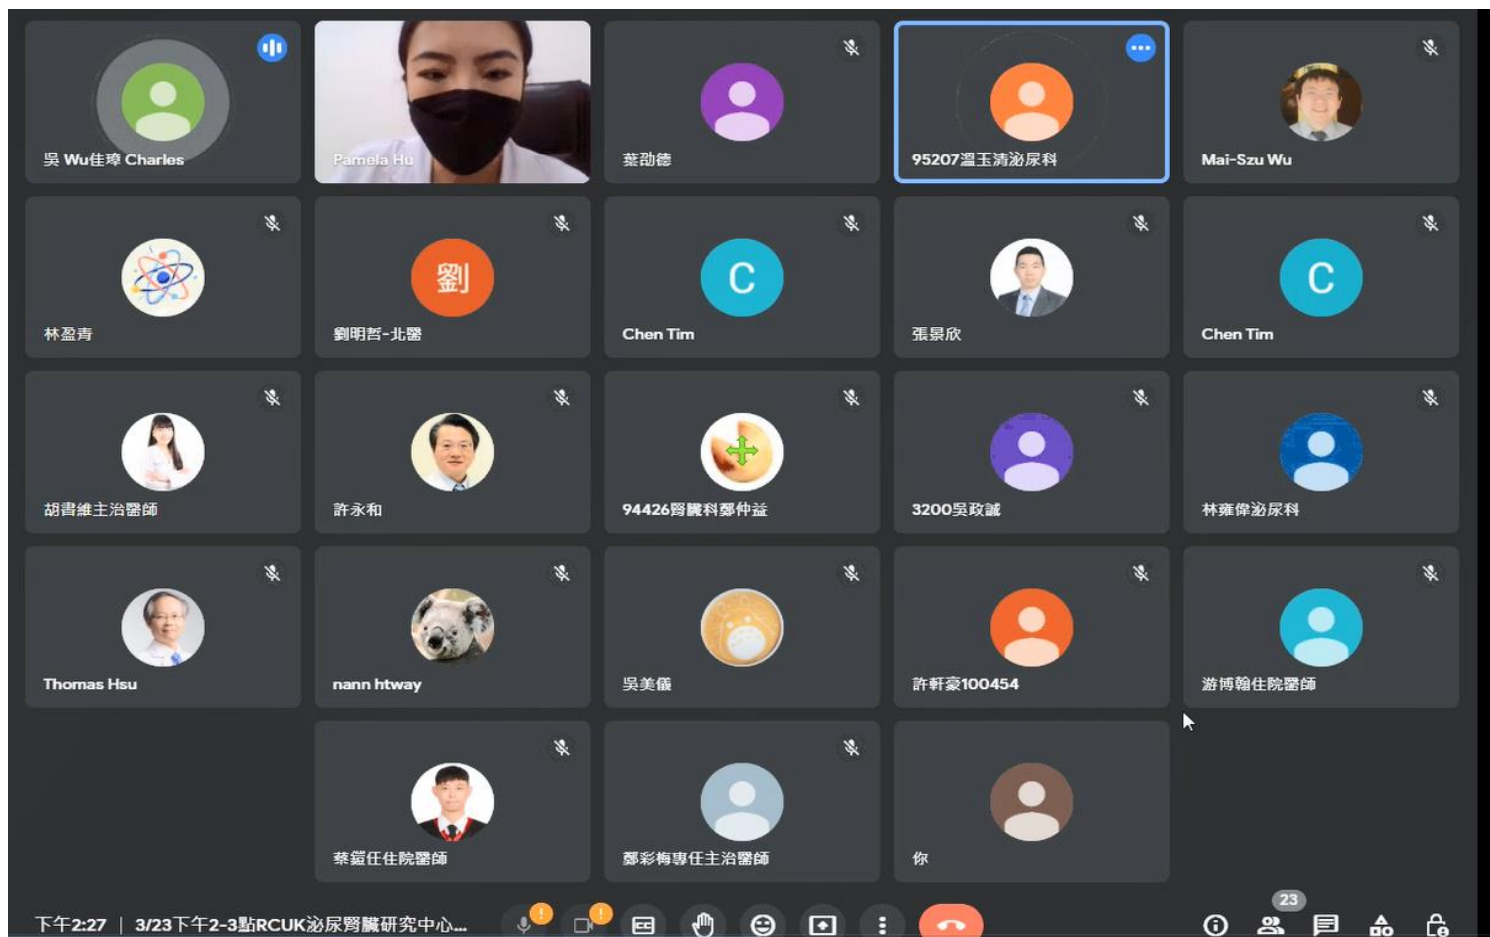 吳 Wu佳璋 Charles
Pamela Hu
葉劭德
95207溫玉清泌尿科
Mai-Szu Wu
林盈青
劉
劉明哲-北醫
C
Chen Tim
張景欣
C
Chen Tim
胡書維主治醫師
許永和
94426腎臟科鄭仲益
3200吳政誠
林雍偉泌尿科
Thomas Hsu
nann htway
吳美儀
許軒豪100454
游博翰住院醫師
蔡鎧任住院醫師
鄭彩梅專任主治醫師
你
下午2:27 | 3/23下午2-3點RCUK泌尿腎臟研究中心...
23